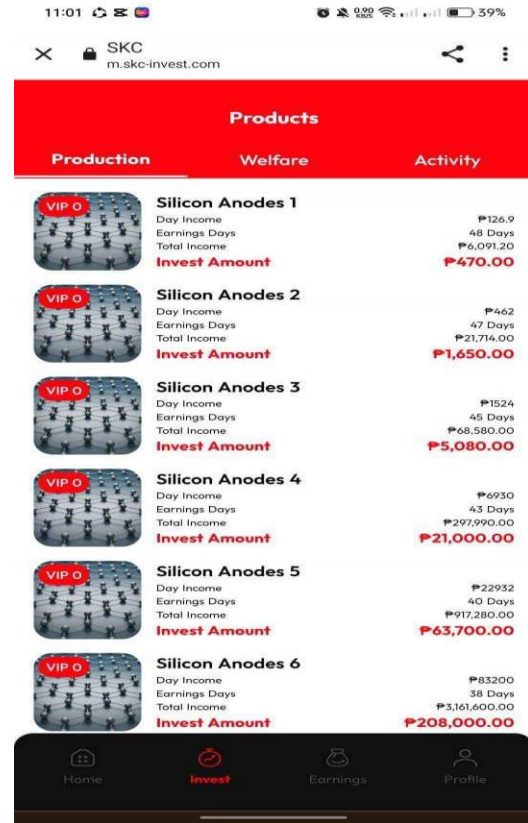 11:01 0.90 KB/S 39%
SKC
m.skc-invest.com
Products
Production Welfare Activity
VIP 0
Silicon Anodes 1
Day Income ₱126.9
Earnings Days 48 Days
Total Income ₱6,091.20
Invest Amount ₱470.00
VIP 0
Silicon Anodes 2
Day Income ₱462
Earnings Days 47 Days
Total Income ₱21,714.00
Invest Amount ₱1,650.00
VIP 0
Silicon Anodes 3
Day Income ₱1524
Earnings Days 45 Days
Total Income ₱68,580.00
Invest Amount ₱5,080.00
VIP 0
Silicon Anodes 4
Day Income ₱6930
Earnings Days 43 Days
Total Income ₱297,990.00
Invest Amount ₱21,000.00
VIP 0
Silicon Anodes 5
Day Income ₱22932
Earnings Days 40 Days
Total Income ₱917,280.00
Invest Amount ₱63,700.00
VIP 0
Silicon Anodes 6
Day Income ₱83200
Earnings Days 38 Days
Total Income ₱3,161,600.00
Invest Amount ₱208,000.00
Home Invest Earnings Profile